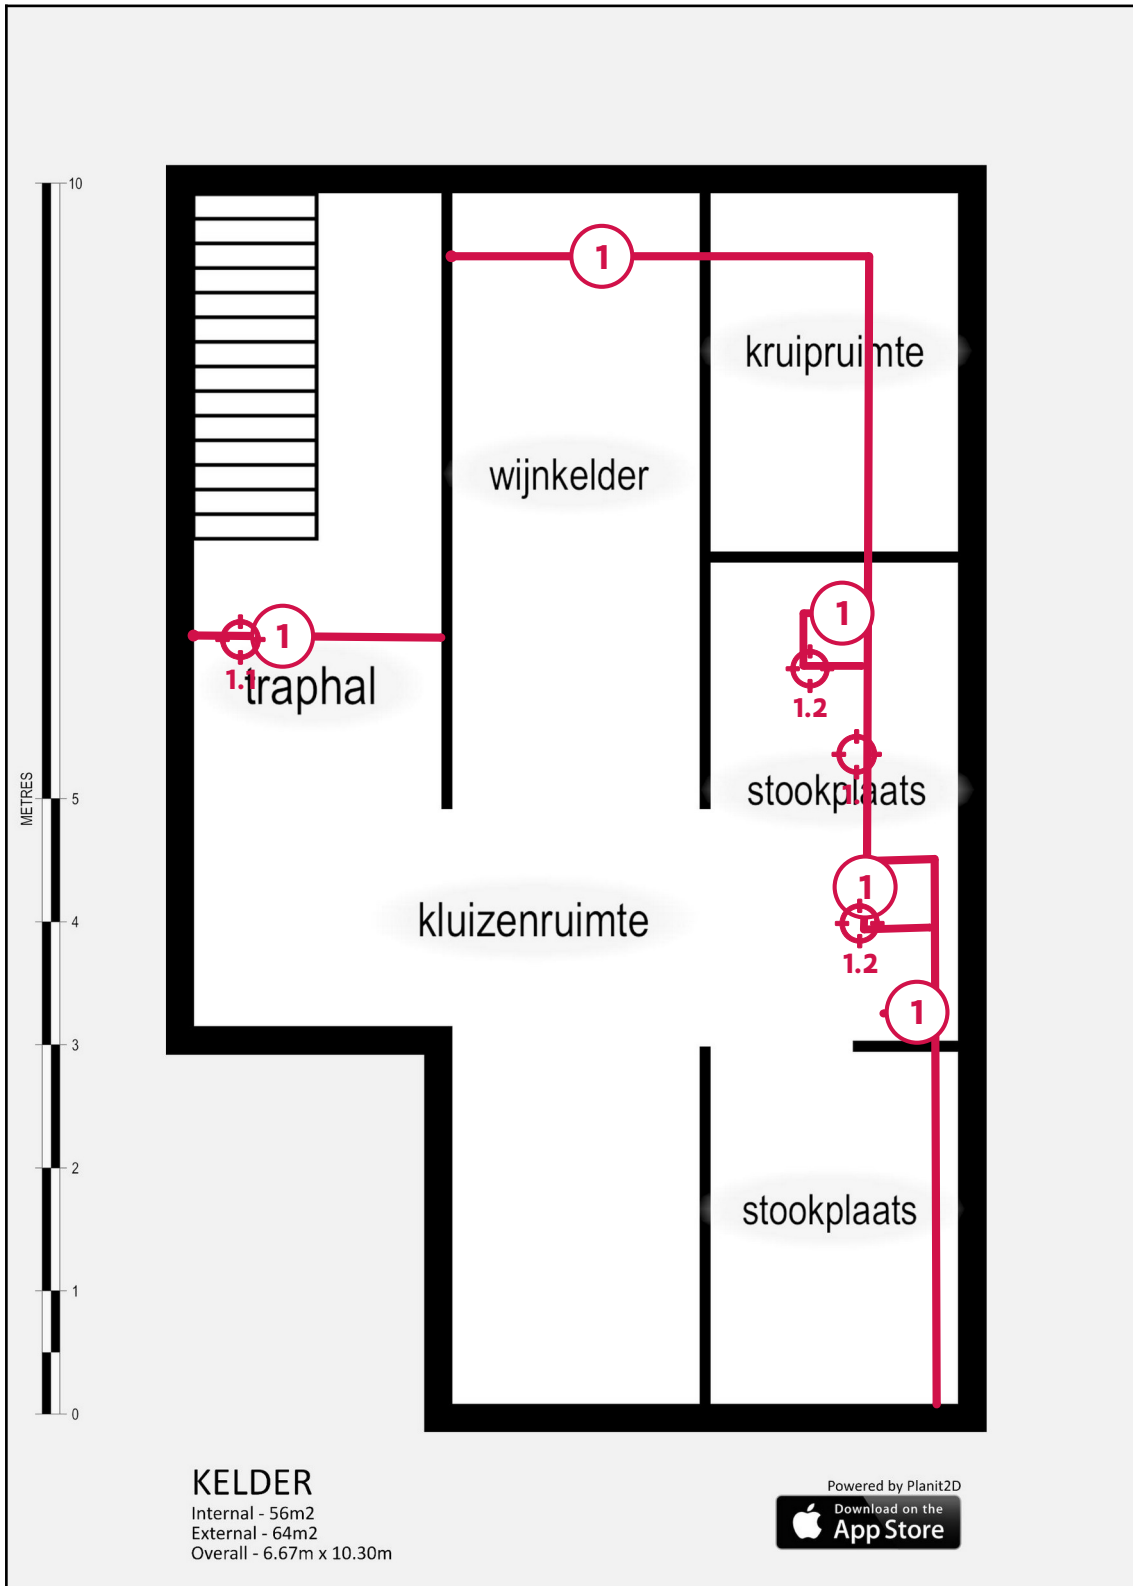 10
1
kruipruimte
wijnkelder
1
1
1.1
traphal
1.2
METRES
5
stookplaats
1
4
kluizenruimte
1.2
1
3
2
stookplaats
1
0
KELDER
Internal - 56m2
External - 64m2
Overall - 6.67m x 10.30m
Powered by Planit2D
Download on the
App Store